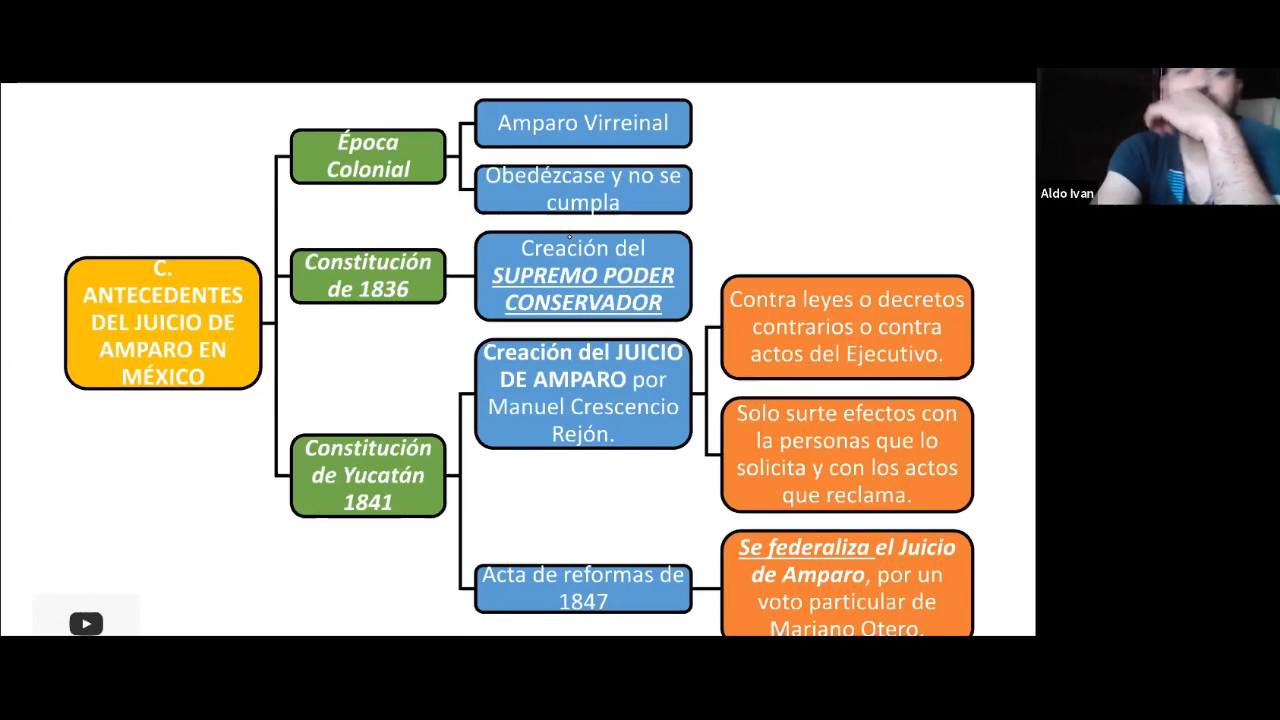 C.
ANTECEDENTES
DEL JUICIO DE
AMPARO EN
MÉXICO
Época
Colonial
Amparo Virreinal
Obedézcase y no se
cumpla
Constitución
de 1836
Creación del
SUPREMO PODER
CONSERVADOR
Constitución
de Yucatán
1841
Creación del JUICIO
DE AMPARO por
Manuel Crescencio
Rejón.
Contra leyes o decretos
contrarios o contra
actos del Ejecutivo.
Solo surte efectos con
la personas que lo
solicita y con los actos
que reclama.
Acta de reformas de
1847
Se federaliza el Juicio
de Amparo, por un
voto particular de
Mariano Otero.
Aldo Ivan